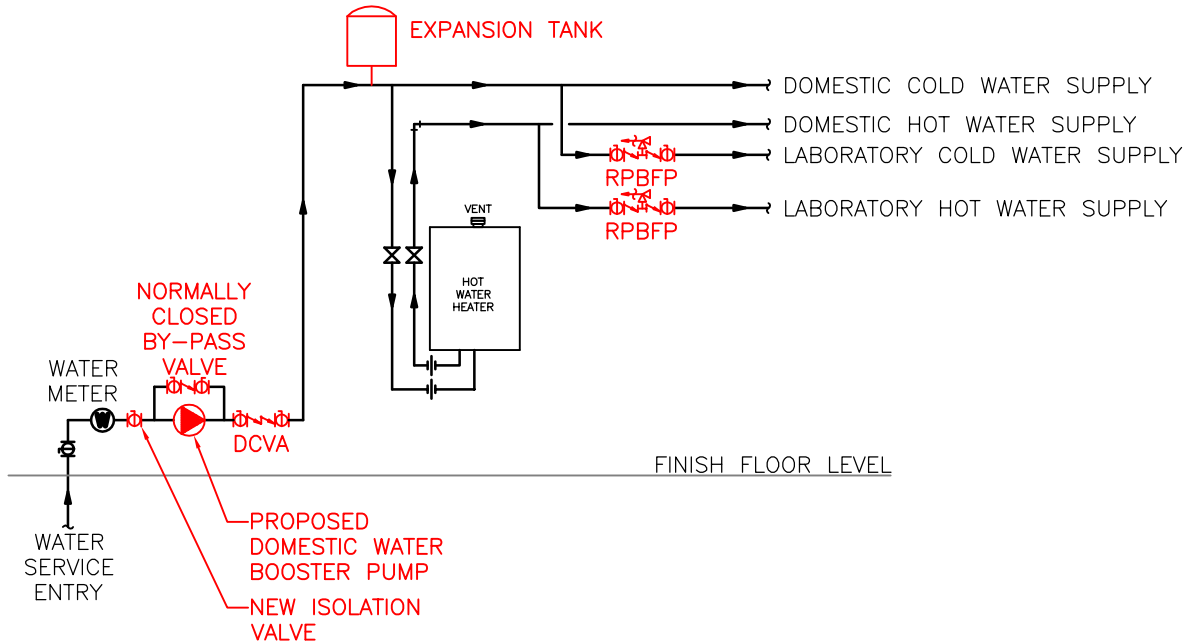 EXPANSION TANK
DOMESTIC COLD WATER SUPPLY
DOMESTIC HOT WATER SUPPLY
LABORATORY COLD WATER SUPPLY
RPBFP
LABORATORY HOT WATER SUPPLY
RPBFP
VENT
HOT
WATER
HEATER
NORMALLY
CLOSED
BY-PASS
VALVE
WATER
METER
W
DCVA
FINISH FLOOR LEVEL
PROPOSED
DOMESTIC WATER
BOOSTER PUMP
WATER
SERVICE
ENTRY
NEW ISOLATION
VALVE